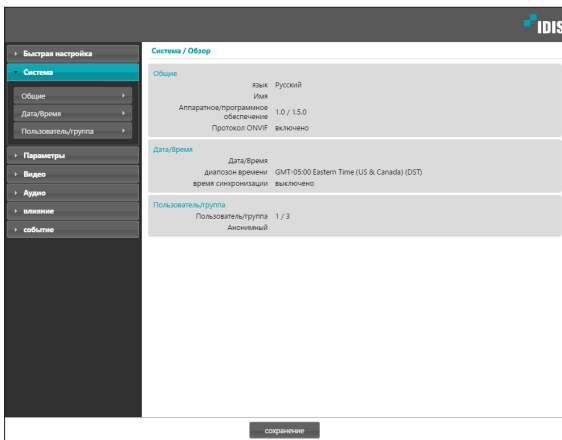 IDIS
Быстрая настройка
Система
Общие
Дата/Время
Пользователь/группа
Параметры
Видео
Аудио
влияние
событие
Система / Обзор
Общие
язык Русский
Имя
Аппаратное/программное
обеспечение 1.0 / 1.5.0
Протокол ONVIF включено
Дата/Время
Дата/Время
диапозон времени GMT-05:00 Eastern Time (US & Canada) (DST)
время синхронизации выключено
Пользователь/группа
Пользователь/группа 1 / 3
Анонимный
сохранение